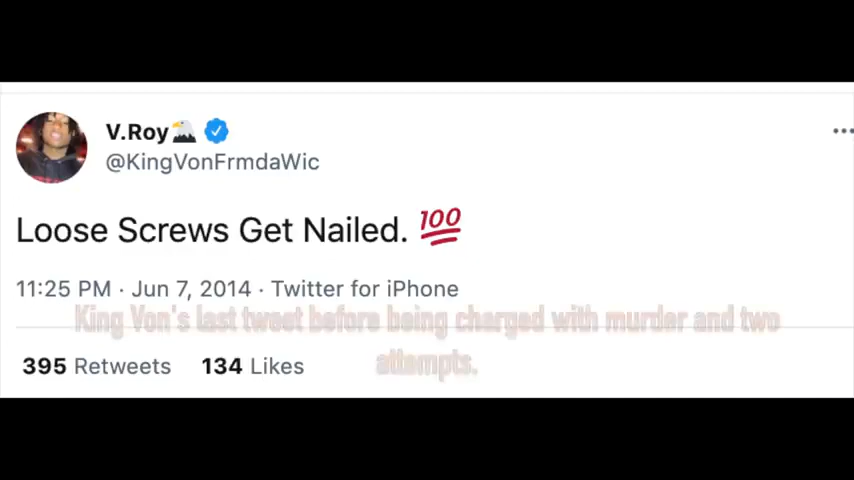 V.Roy🦅
@KingVonFrmdaWic
Loose Screws Get Nailed. 💯
11:25 PM · Jun 7, 2014 · Twitter for iPhone
King Von's last tweet before being charged with murder and two
attempts.
395 Retweets 134 Likes